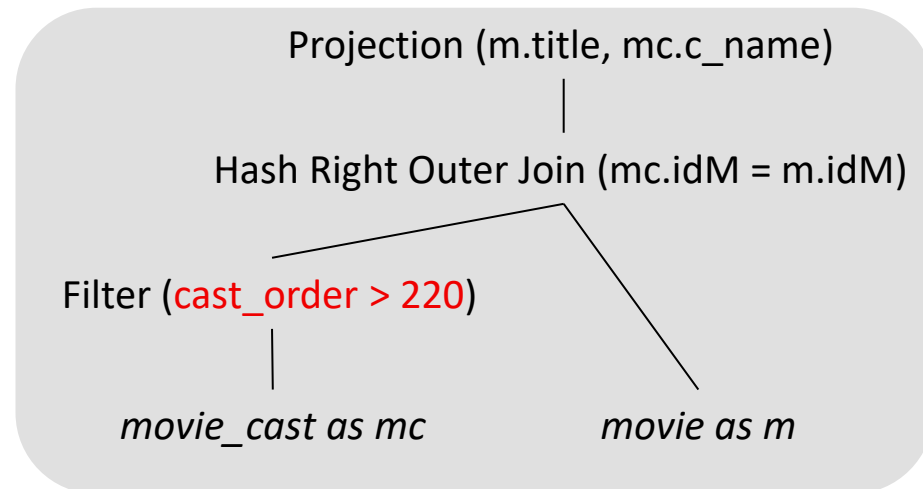 Projection (m.title, mc.c_name)
Hash Right Outer Join (mc.idM = m.idM)
Filter (cast_order > 220)
movie_cast as mc
movie as m